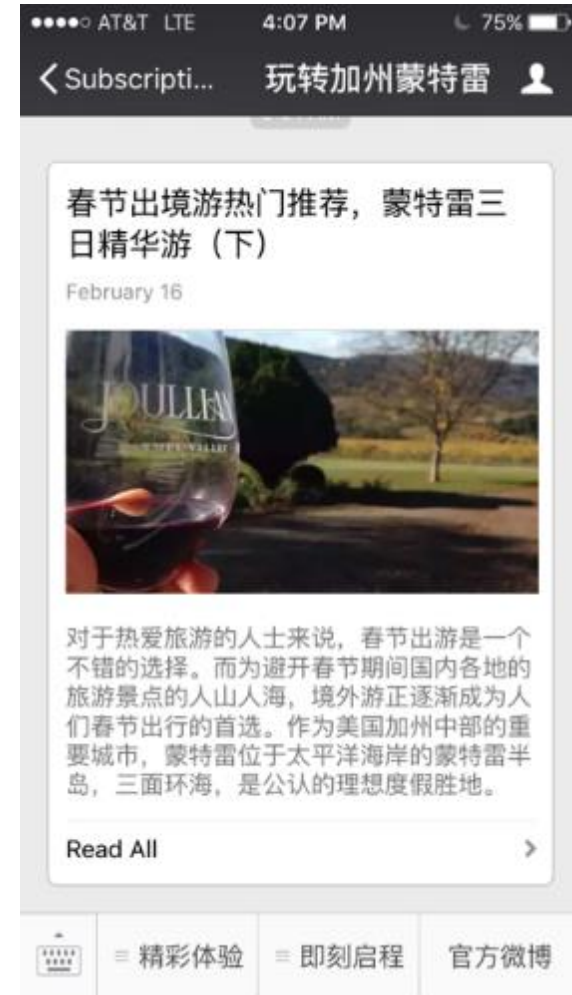 AT&T LTE 4:07 PM 75%
Subscripti... 玩转加州蒙特雷
春节出境游热门推荐，蒙特雷三
日精华游（下）
February 16
JOULLIAN
对于热爱旅游的人士来说，春节出游是一个
不错的选择。而为避开春节期间国内各地的
旅游景点的人山人海，境外游正逐渐成为人
们春节出行的首选。作为美国加州中部的重
要城市，蒙特雷位于太平洋海岸的蒙特雷半
岛，三面环海，是公认的理想度假胜地。
Read All
精彩体验 即刻启程 官方微博